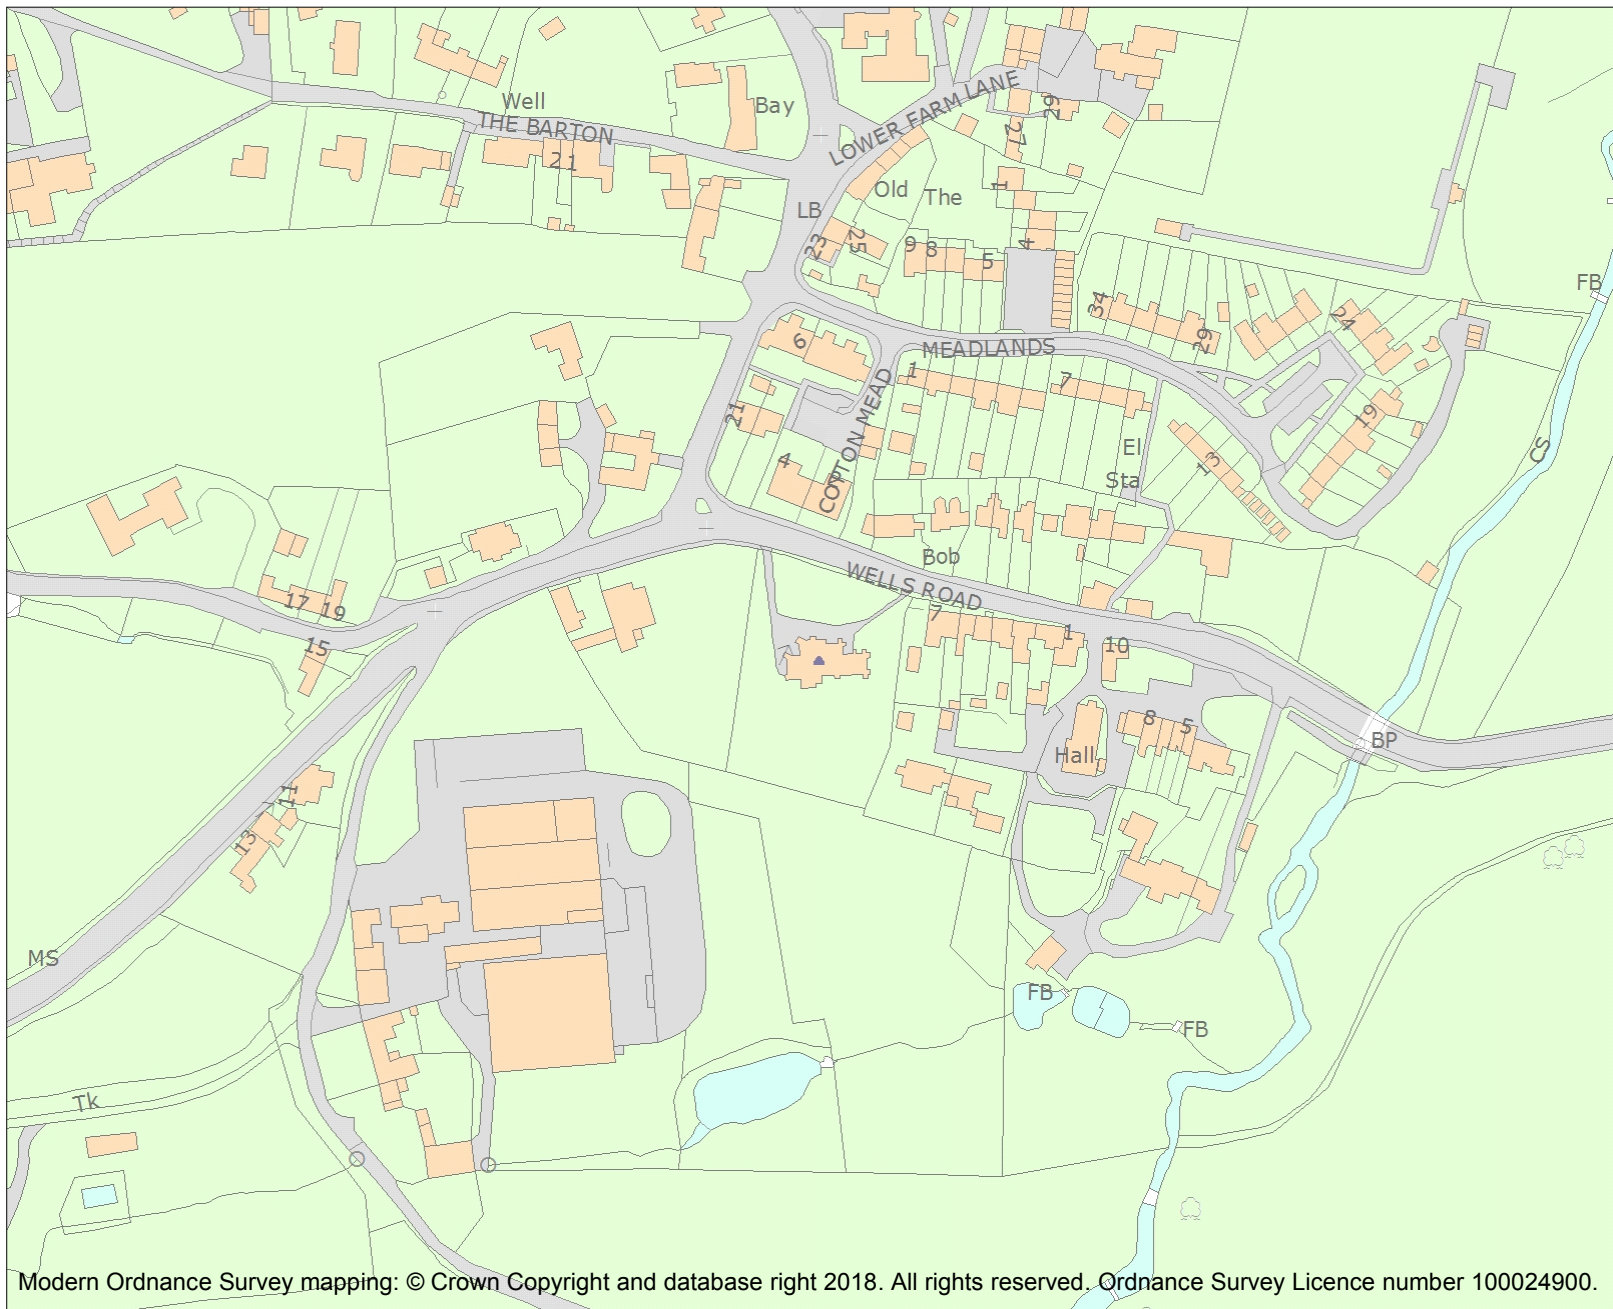 Well
THE BARTON
21
Bay
LOWER FARM LANE
29
27
1
Old
The
LB
23
25
9
8
5
4
FB
34
29
24
6
MEADLANDS
1
7
19
21
COPTON MEAD
El
Sta
13
CS
4
Bob
WELLS ROAD
17
19
15
7
1
10
8
5
BP
Hall
11
13
MS
FB
FB
Tk
Modern Ordnance Survey mapping: © Crown Copyright and database right 2018. All rights reserved. Ordnance Survey Licence number 100024900.